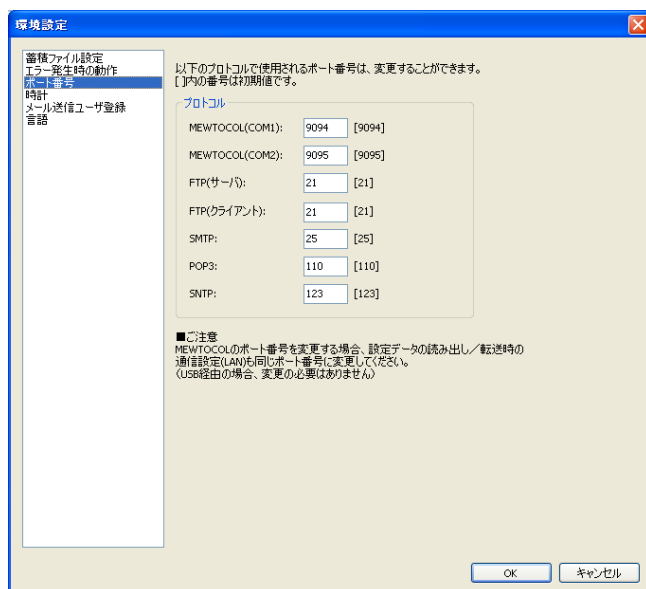 環境設定
蓄積ファイル設定
エラー発生時の動作
ポート番号
時計
メール送信ユーザ登録
言語
以下のプロトコルで使用されるポート番号は、変更することができます。
[ ]内の番号は初期値です。
プロトコル
MEWTOCOL(COM1): 9094 [9094]
MEWTOCOL(COM2): 9095 [9095]
FTP(サーバ): 21 [21]
FTP(クライアント): 21 [21]
SMTP: 25 [25]
POP3: 110 [110]
SNTP: 123 [123]
■ご注意
MEWTOCOLのポート番号を変更する場合、設定データの読み出し／転送時の
通信設定(LAN)も同じポート番号に変更してください。
(USB経由の場合、変更の必要はありません)
OK キャンセル